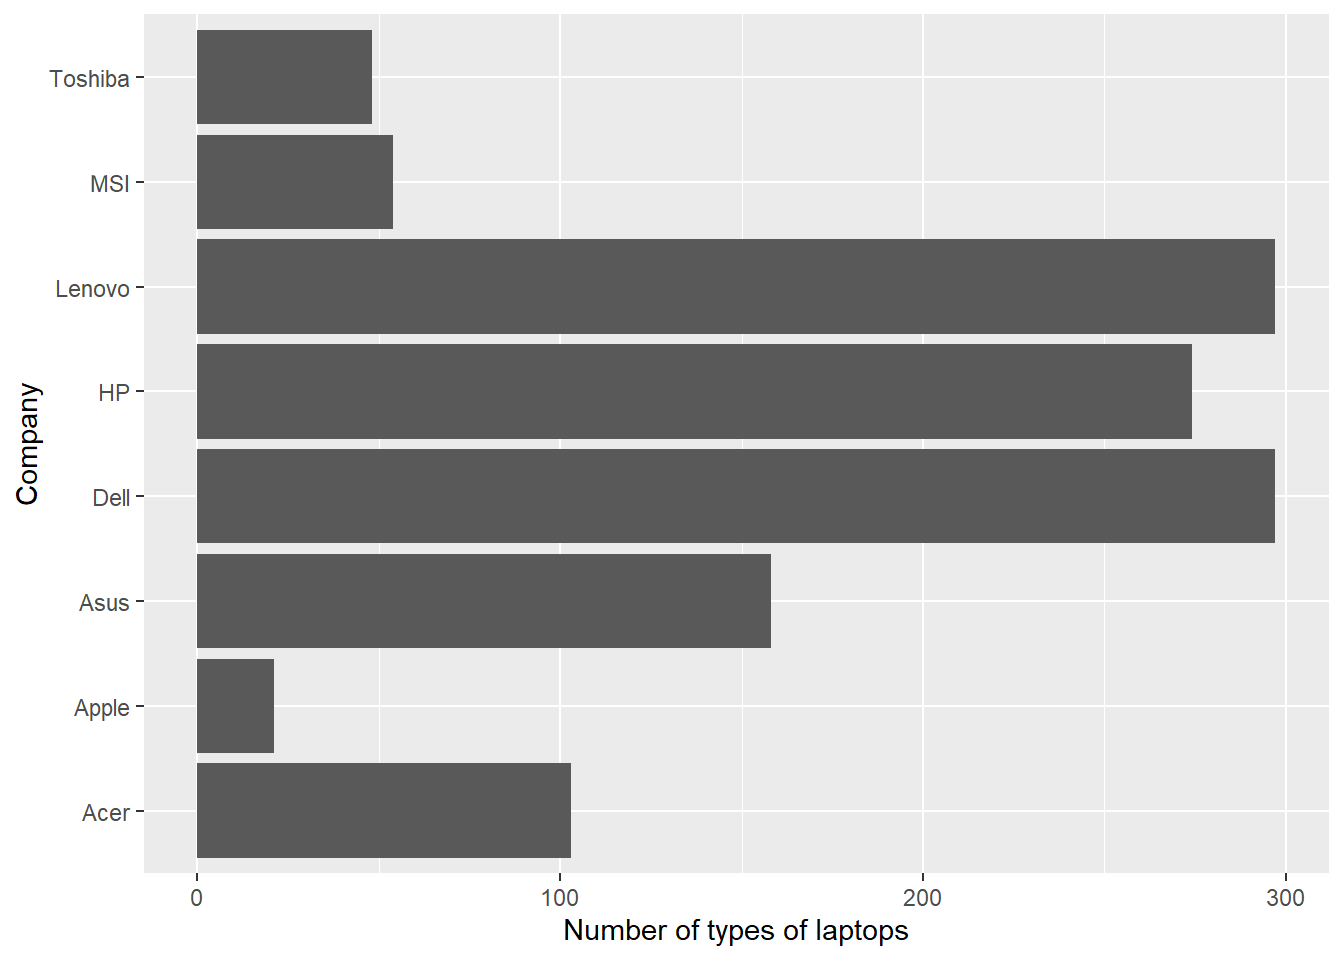 Toshiba
MSI
Lenovo
HP
Dell
Asus
Apple
Acer
Company
0 100 200 300
Number of types of laptops